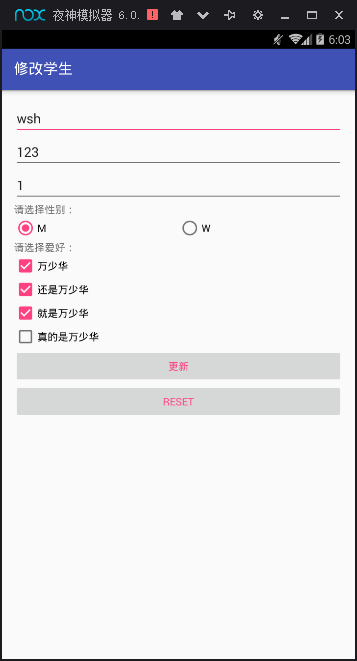 nox 夜神模拟器 6.0.
6:03
修改学生
wsh
123
1
请选择性别：
M W
请选择爱好：
万少华
还是万少华
就是万少华
真的是万少华
更新
RESET